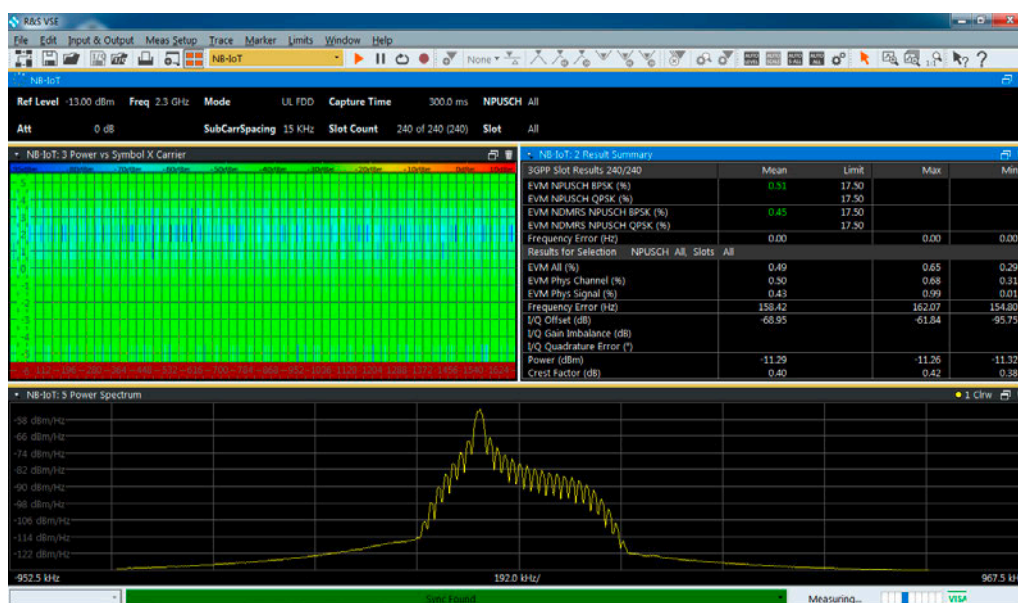 R&S VSE
File Edit Input & Output Meas Setup Trace Marker Limits Window Help
NB-IoT None 1:1
NB-IoT
Ref Level -13.00 dBm Freq 2.3 GHz Mode UL FDD Capture Time 300.0 ms NPUSCH All
Att 0 dB SubCarrSpacing 15 KHz Slot Count 240 of 240 (240) Slot All
NB-IoT: 3 Power vs Symbol X Carrier
NB-IoT: 2 Result Summary
3GPP Slot Results 240/240 Mean Limit Max Min
EVM NPUSCH BPSK (%) 0.51 17.50
EVM NPUSCH QPSK (%) 17.50
EVM NDMRS NPUSCH BPSK (%) 0.45 17.50
EVM NDMRS NPUSCH QPSK (%) 17.50
Frequency Error (Hz) 0.00 0.00 0.00
Results for Selection NPUSCH All, Slots All
EVM All (%) 0.49 0.65 0.29
EVM Phys Channel (%) 0.50 0.68 0.31
EVM Phys Signal (%) 0.43 0.99 0.01
Frequency Error (Hz) 158.42 162.07 154.80
I/Q Offset (dB) -68.95 -61.84 -95.75
I/Q Gain Imbalance (dB)
I/Q Quadrature Error (°)
Power (dBm) -11.29 -11.26 -11.32
Crest Factor (dB) 0.40 0.42 0.38
NB-IoT: 5 Power Spectrum 1 Clrw
-58 dBm/Hz
-66 dBm/Hz
-74 dBm/Hz
-82 dBm/Hz
-90 dBm/Hz
-98 dBm/Hz
-106 dBm/Hz
-114 dBm/Hz
-122 dBm/Hz
-952.5 kHz 192.0 kHz/ 967.5 kH
Sync Found Measuring... VISA